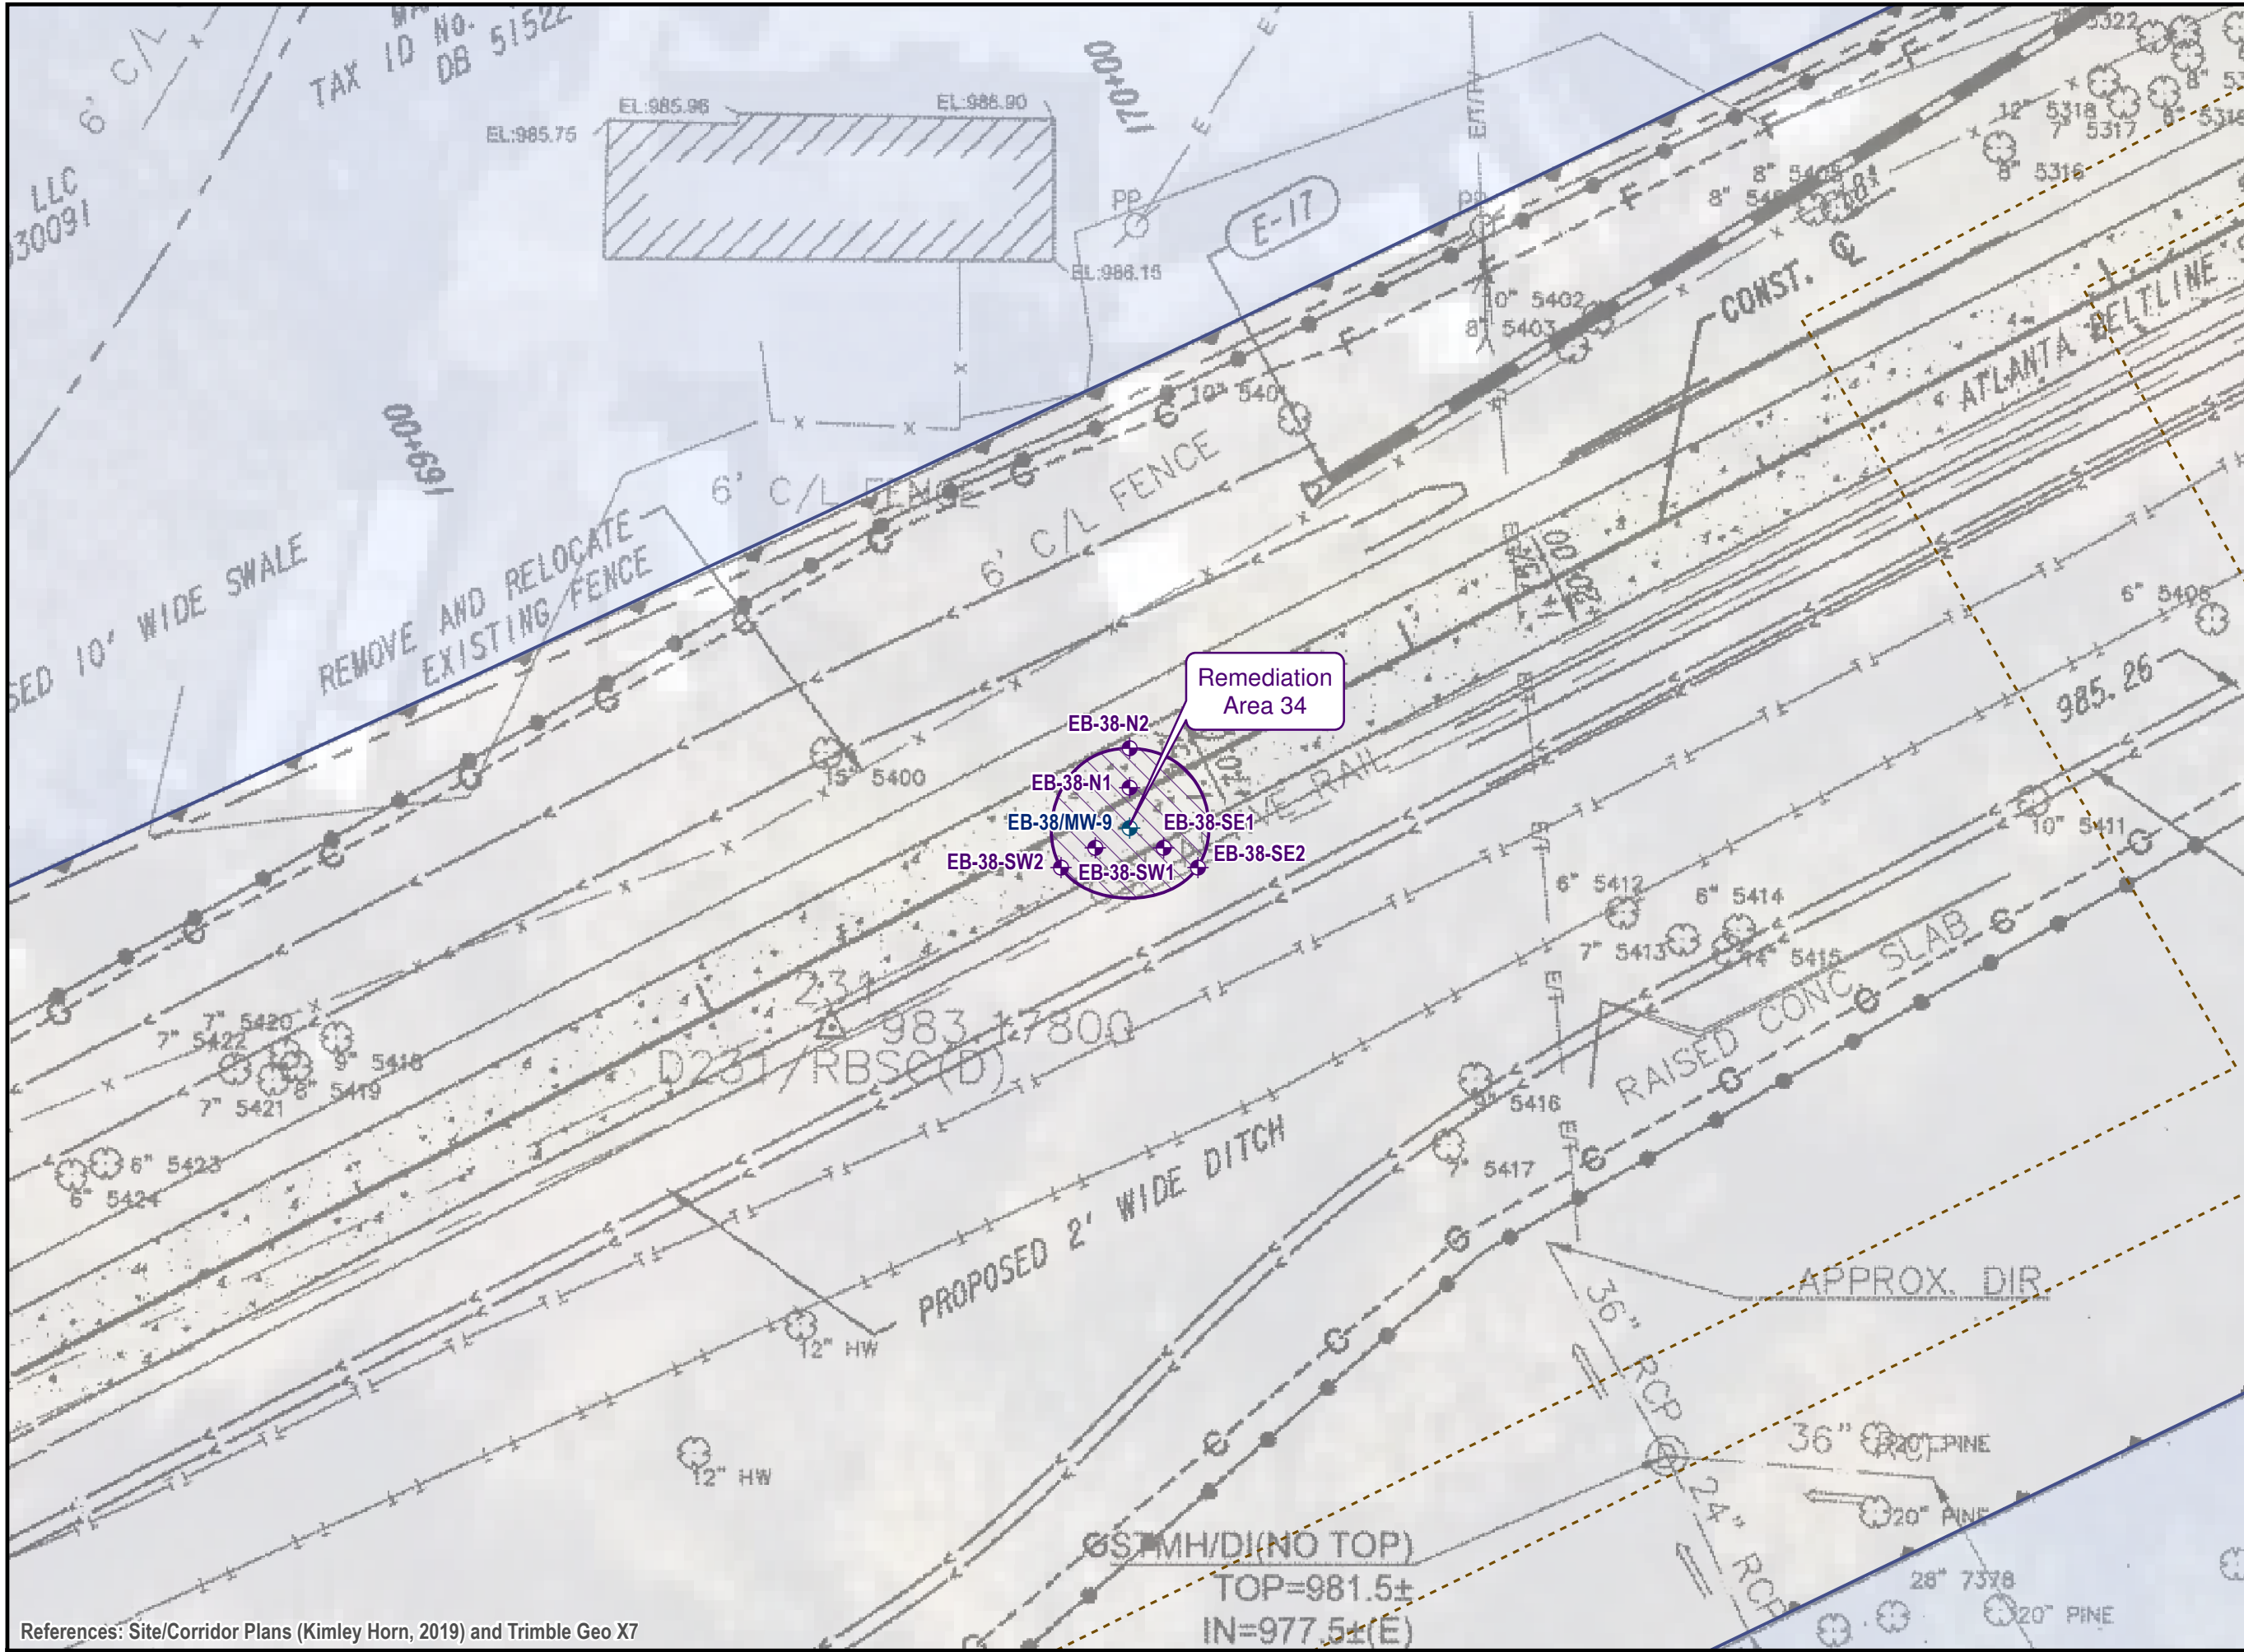 6' C/L
TAX ID No.
DB 51522
LLC
30091
EL:985.96
EL:986.90
EL:985.75
EL:986.15
170+00
169+00
E
E
PP
PP
E/T/TV
E-17
5322
12" 5318
7" 5317
8" 5316
10" 5402
8" 5403
CONST. ℄
ATLANTA BELTLINE
6' C/L FENCE
6' C/L FENCE
REMOVE AND RELOCATE
EXISTING FENCE
SED 10' WIDE SWALE
15" 5400
6" 5406
985.26
Remediation
Area 34
EB-38-N2
EB-38-N1
EB-38/MW-9
EB-38-SE1
EB-38-SW2
EB-38-SW1
EB-38-SE2
10" 5411
6" 5412
6" 5414
7" 5413
14" 5415
RAISED CONC. SLAB
9" 5416
7" 5417
231
983.17800
D231/RBSC(D)
7" 5420
7" 5422
9" 5418
8" 5419
7" 5421
6" 5423
6" 5424
PROPOSED 2' WIDE DITCH
12" HW
12" HW
APPROX. DIR
36" RCP
36" RCP
20" PINE
24" RCP
20" PINE
28" 7378
20" PINE
STMH/DI(NO TOP)
TOP=981.5±
IN=977.5±(E)
References: Site/Corridor Plans (Kimley Horn, 2019) and Trimble Geo X7